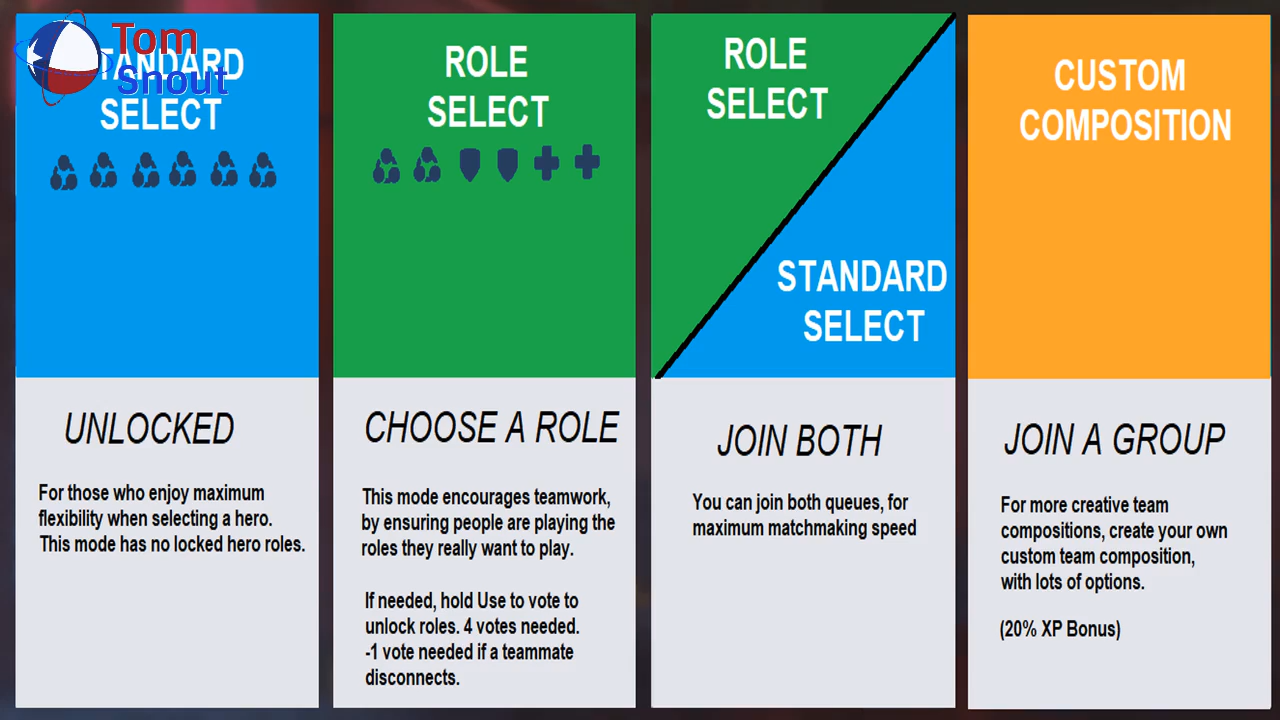 Tom
Snout
STANDARD
SELECT
UNLOCKED
For those who enjoy maximum
flexibility when selecting a hero.
This mode has no locked hero roles.
ROLE
SELECT
CHOOSE A ROLE
This mode encourages teamwork,
by ensuring people are playing the
roles they really want to play.
If needed, hold Use to vote to
unlock roles. 4 votes needed.
-1 vote needed if a teammate
disconnects.
ROLE
SELECT
STANDARD
SELECT
JOIN BOTH
You can join both queues, for
maximum matchmaking speed
CUSTOM
COMPOSITION
JOIN A GROUP
For more creative team
compositions, create your own
custom team composition,
with lots of options.
(20% XP Bonus)